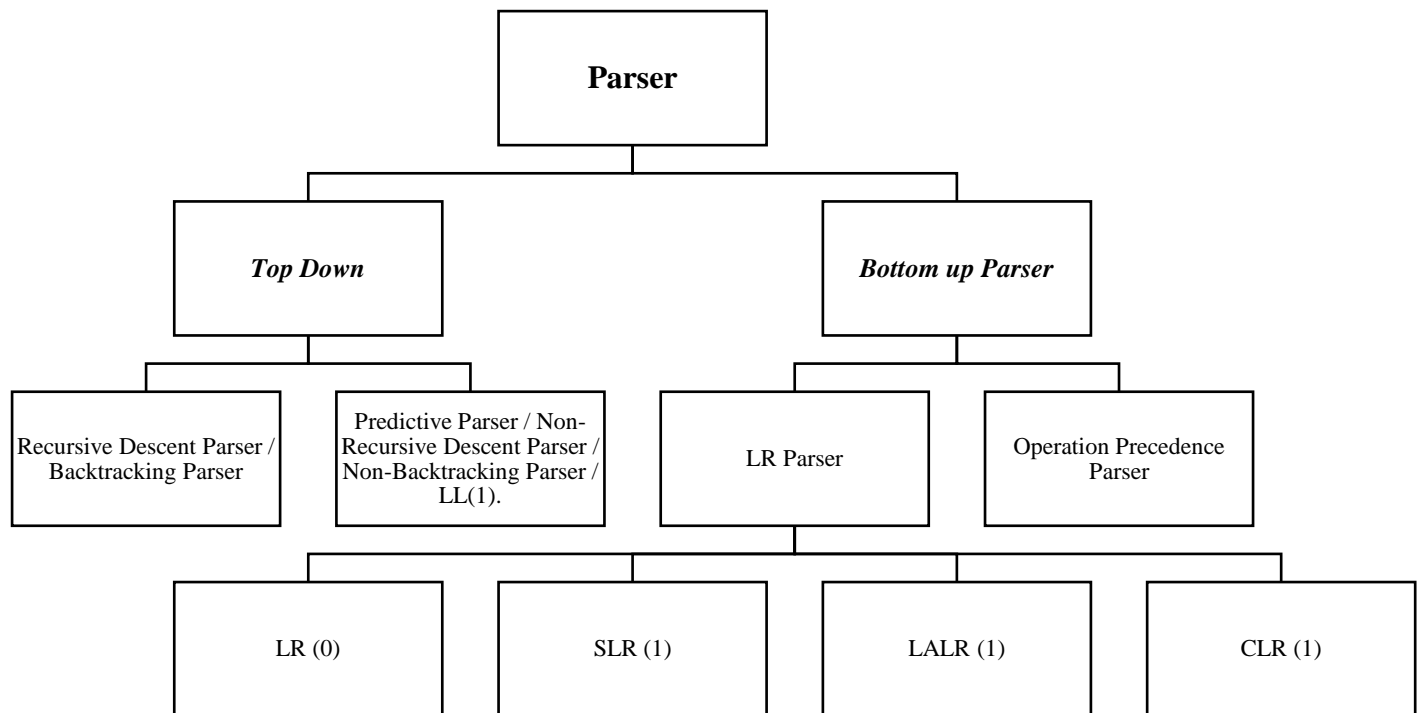 Parser
Top Down
Bottom up Parser
Recursive Descent Parser /
Backtracking Parser
Predictive Parser / Non-
Recursive Descent Parser /
Non-Backtracking Parser /
LL(1).
LR Parser
Operation Precedence
Parser
LR (0)
SLR (1)
LALR (1)
CLR (1)